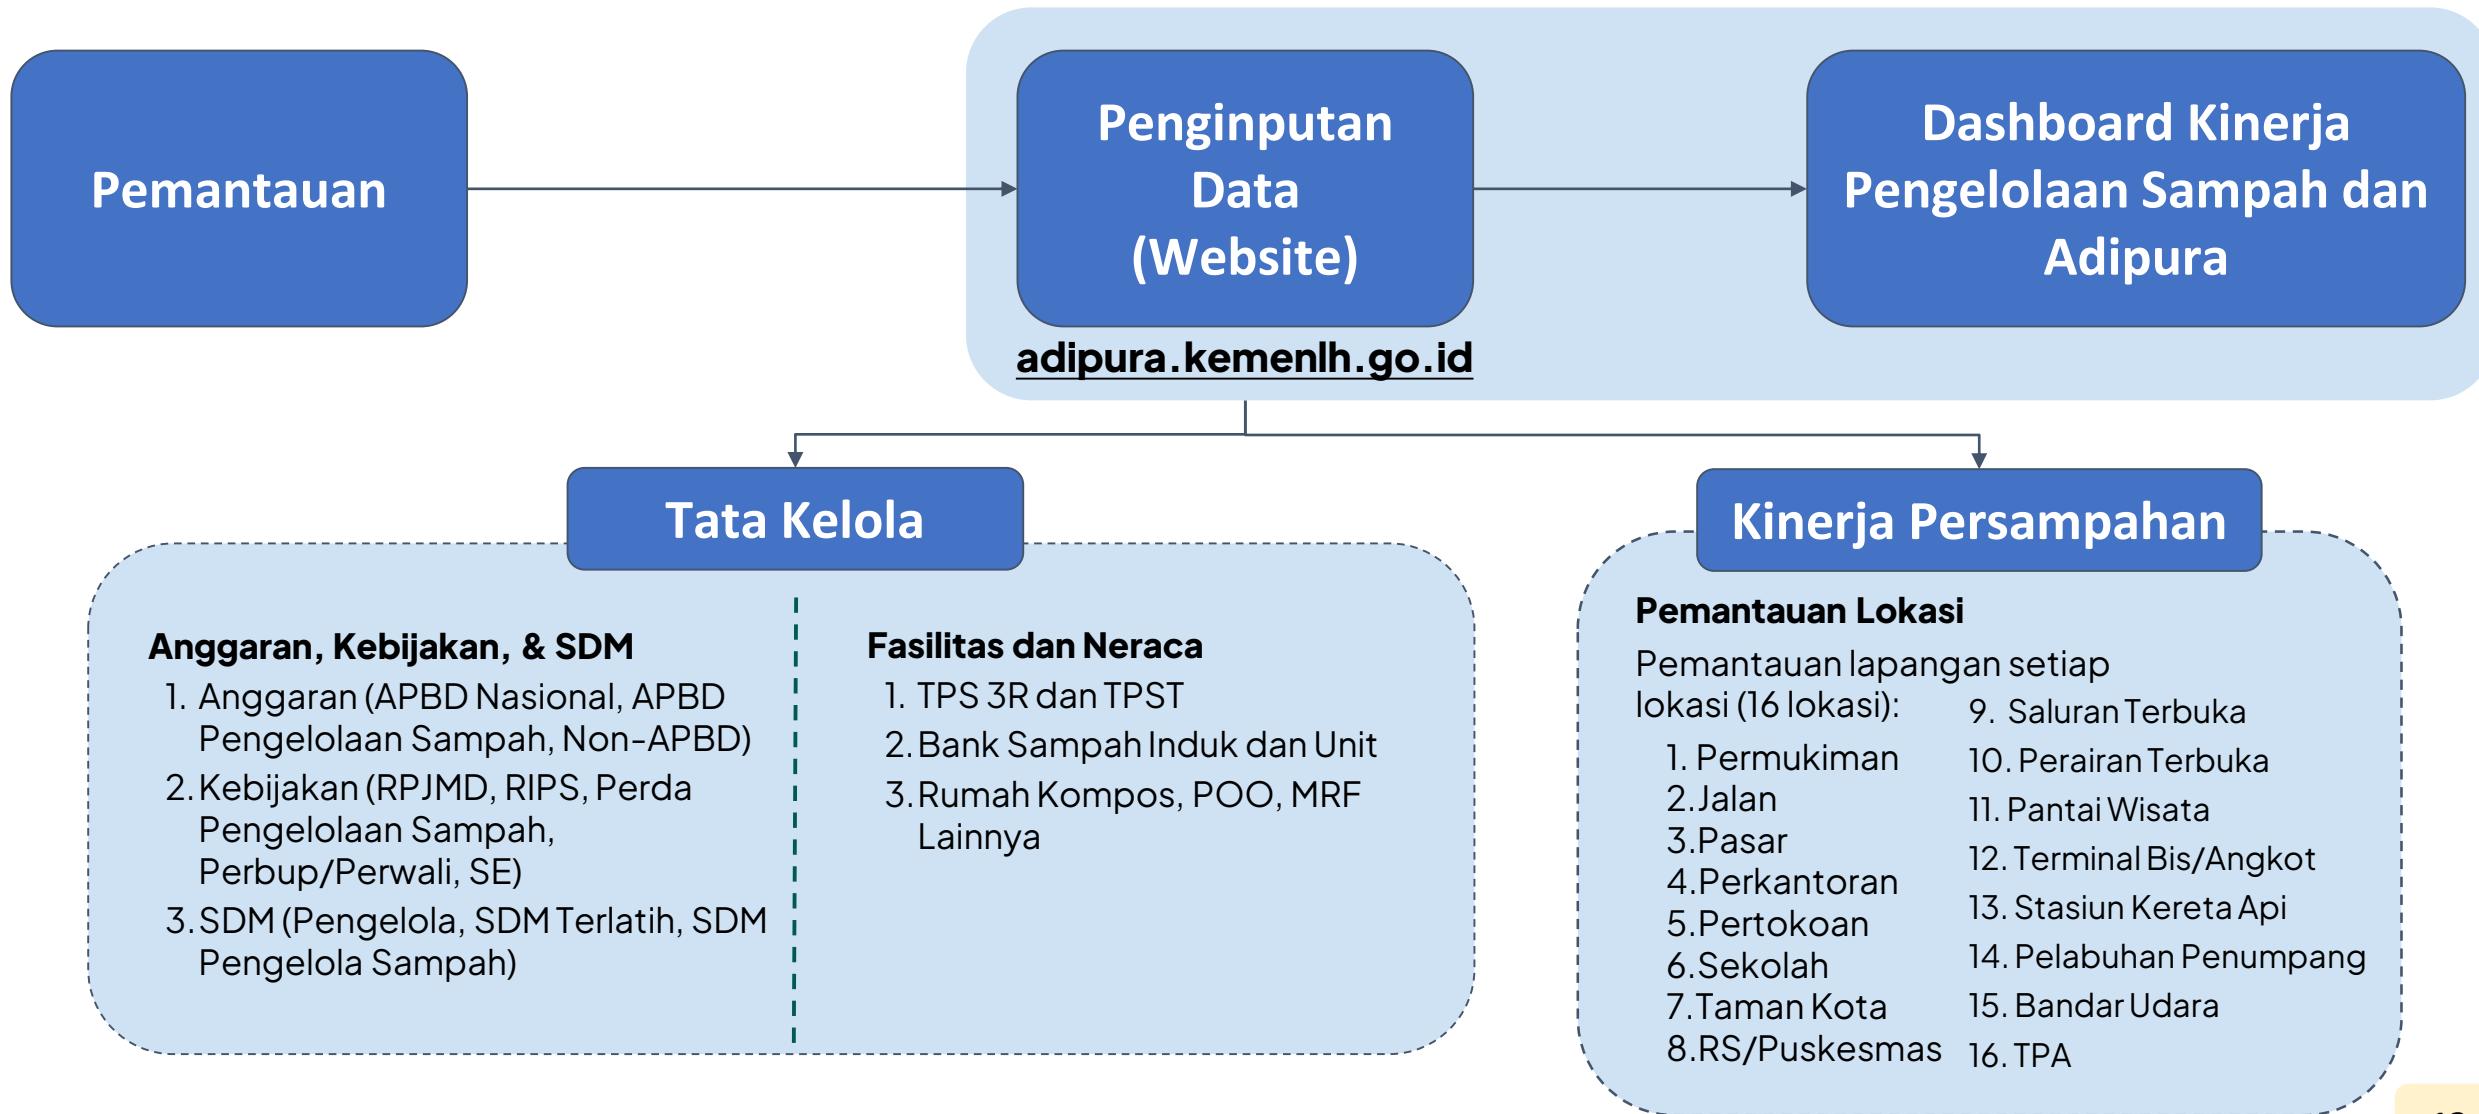 Pemantauan
Penginputan
Data
(Website)
Dashboard Kinerja
Pengelolaan Sampah dan
Adipura
adipura.kemenlh.go.id
Tata Kelola
Anggaran, Kebijakan, & SDM
1. Anggaran (APBD Nasional, APBD
Pengelolaan Sampah, Non-APBD)
2. Kebijakan (RPJMD, RIPS, Perda
Pengelolaan Sampah,
Perbup/Perwali, SE)
3. SDM (Pengelola, SDM Terlatih, SDM
Pengelola Sampah)
Fasilitas dan Neraca
1. TPS 3R dan TPST
2. Bank Sampah Induk dan Unit
3. Rumah Kompos, POO, MRF
Lainnya
Kinerja Persampahan
Pemantauan Lokasi
Pemantauan lapangan setiap
lokasi (16 lokasi):
1. Permukiman
2. Jalan
3. Pasar
4. Perkantoran
5. Pertokoan
6. Sekolah
7. Taman Kota
8. RS/Puskesmas
9. Saluran Terbuka
10. Perairan Terbuka
11. Pantai Wisata
12. Terminal Bis/Angkot
13. Stasiun Kereta Api
14. Pelabuhan Penumpang
15. Bandar Udara
16. TPA